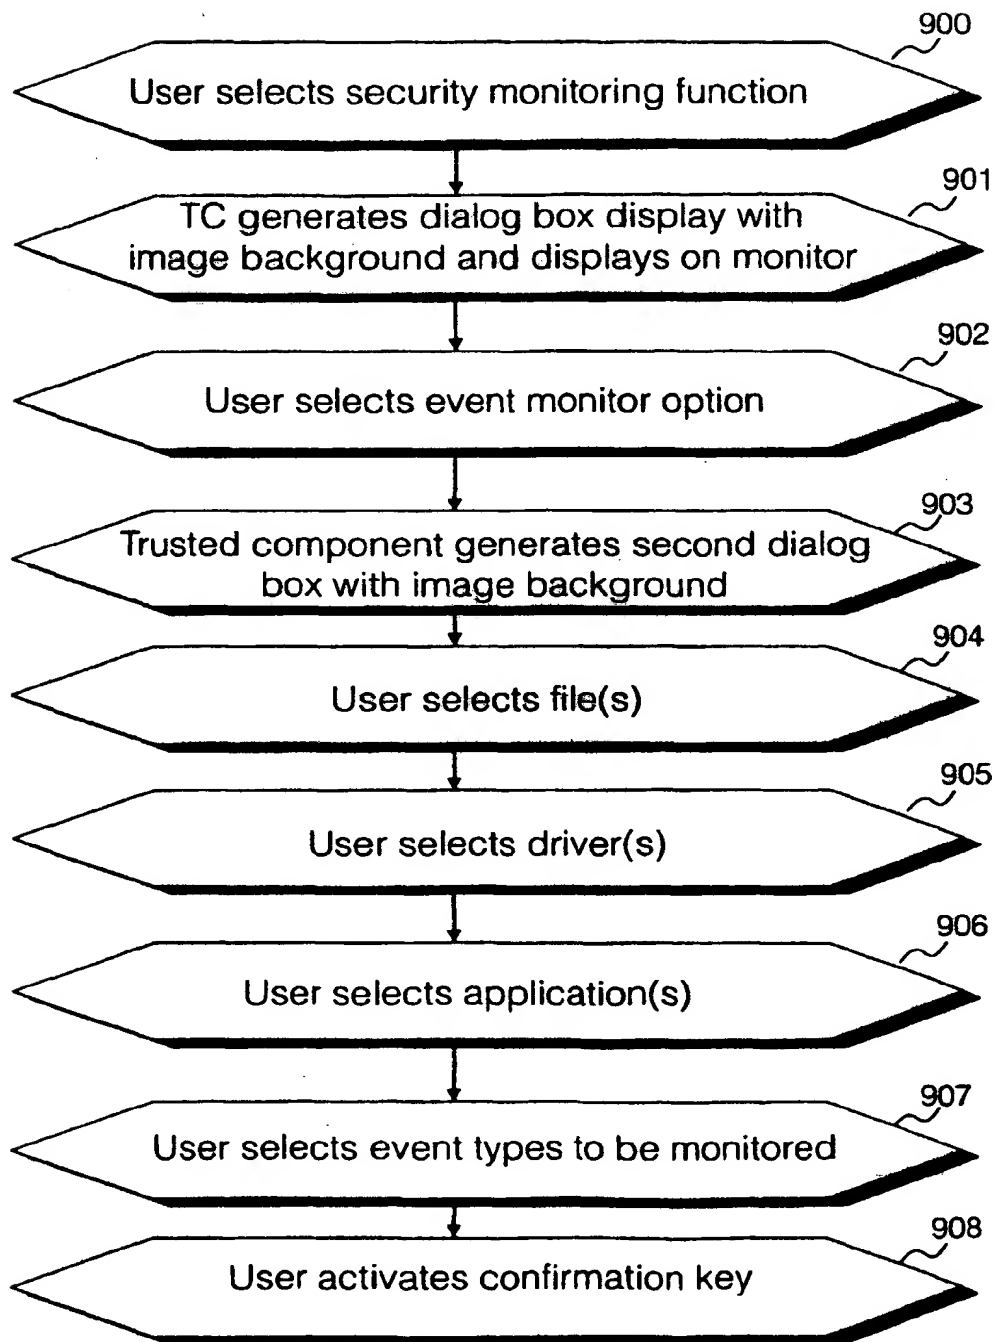 900
User selects security monitoring function
901
TC generates dialog box display with
image background and displays on monitor
902
User selects event monitor option
903
Trusted component generates second dialog
box with image background
904
User selects file(s)
905
User selects driver(s)
906
User selects application(s)
907
User selects event types to be monitored
908
User activates confirmation key